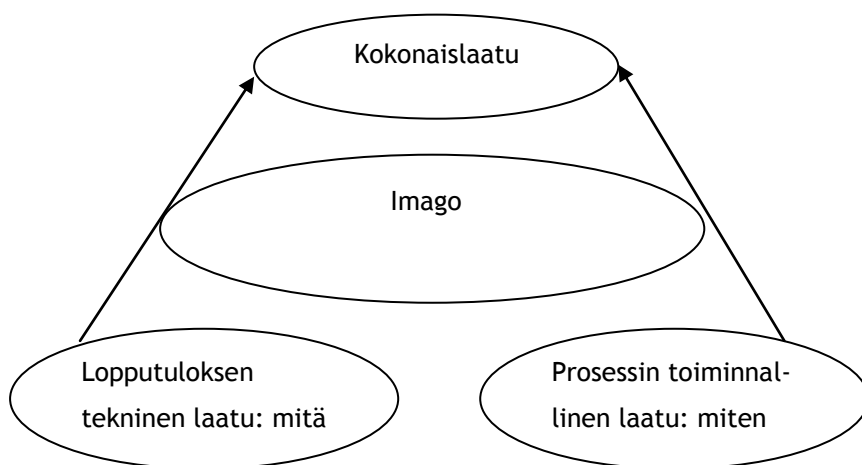 Kokonaislaatu
Imago
Lopputuloksen
tekninen laatu: mitä
Prosessin toiminnal-
linen laatu: miten